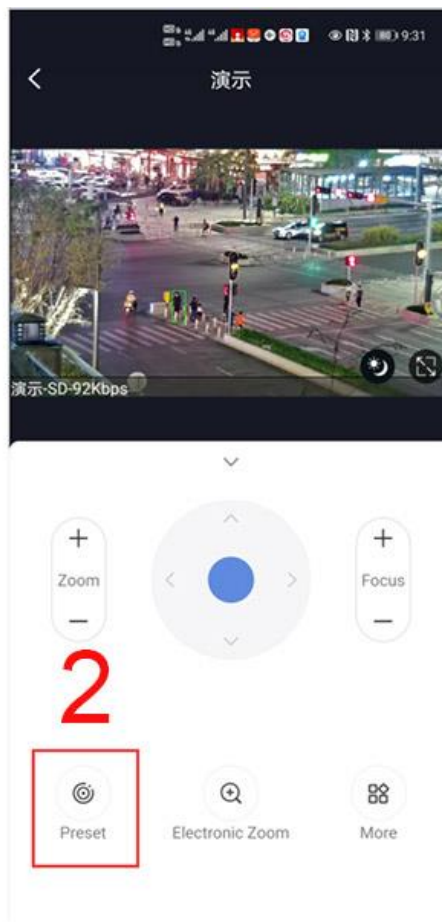 9:31
演示
演示-SD-92Kbps
+ +
Zoom Focus
− −
2
Preset Electronic Zoom More